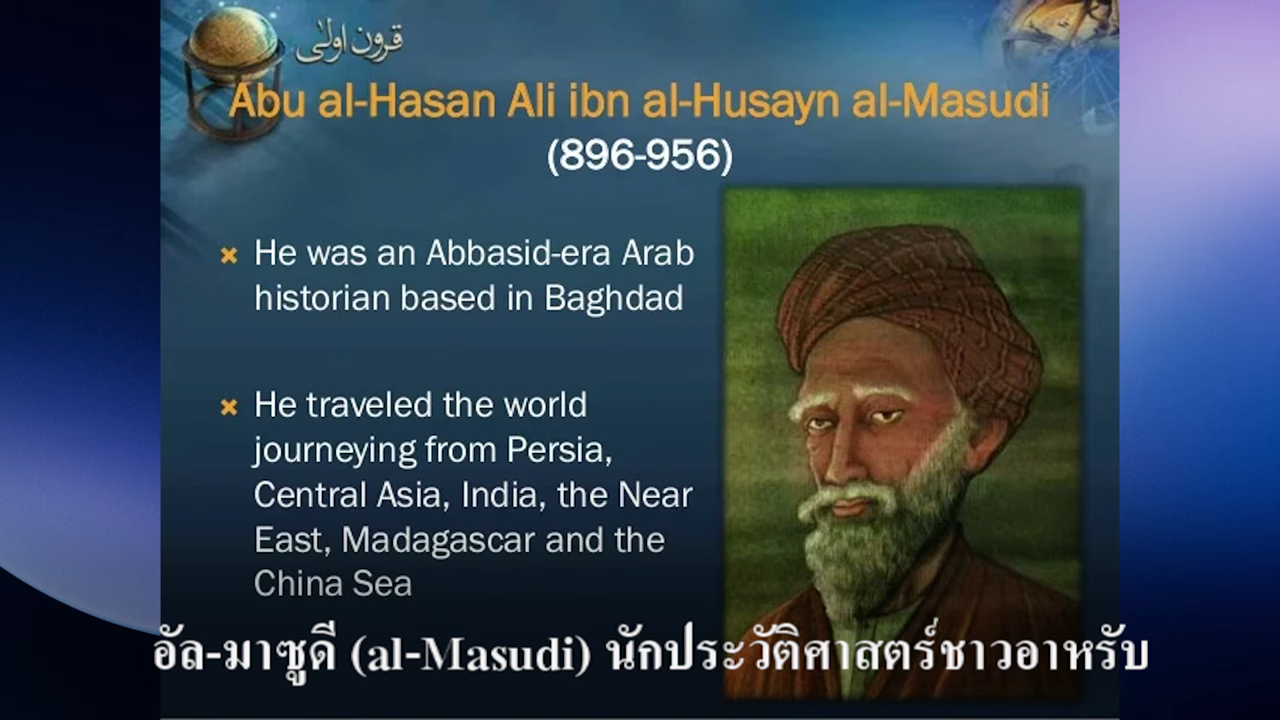 قرون اولیٰ
Abu al-Hasan Ali ibn al-Husayn al-Masudi
(896-956)
He was an Abbasid-era Arab
historian based in Baghdad
He traveled the world
journeying from Persia,
Central Asia, India, the Near
East, Madagascar and the
China Sea
อัล-มาซูดี (al-Masudi) นักประวัติศาสตร์ชาวอาหรับ